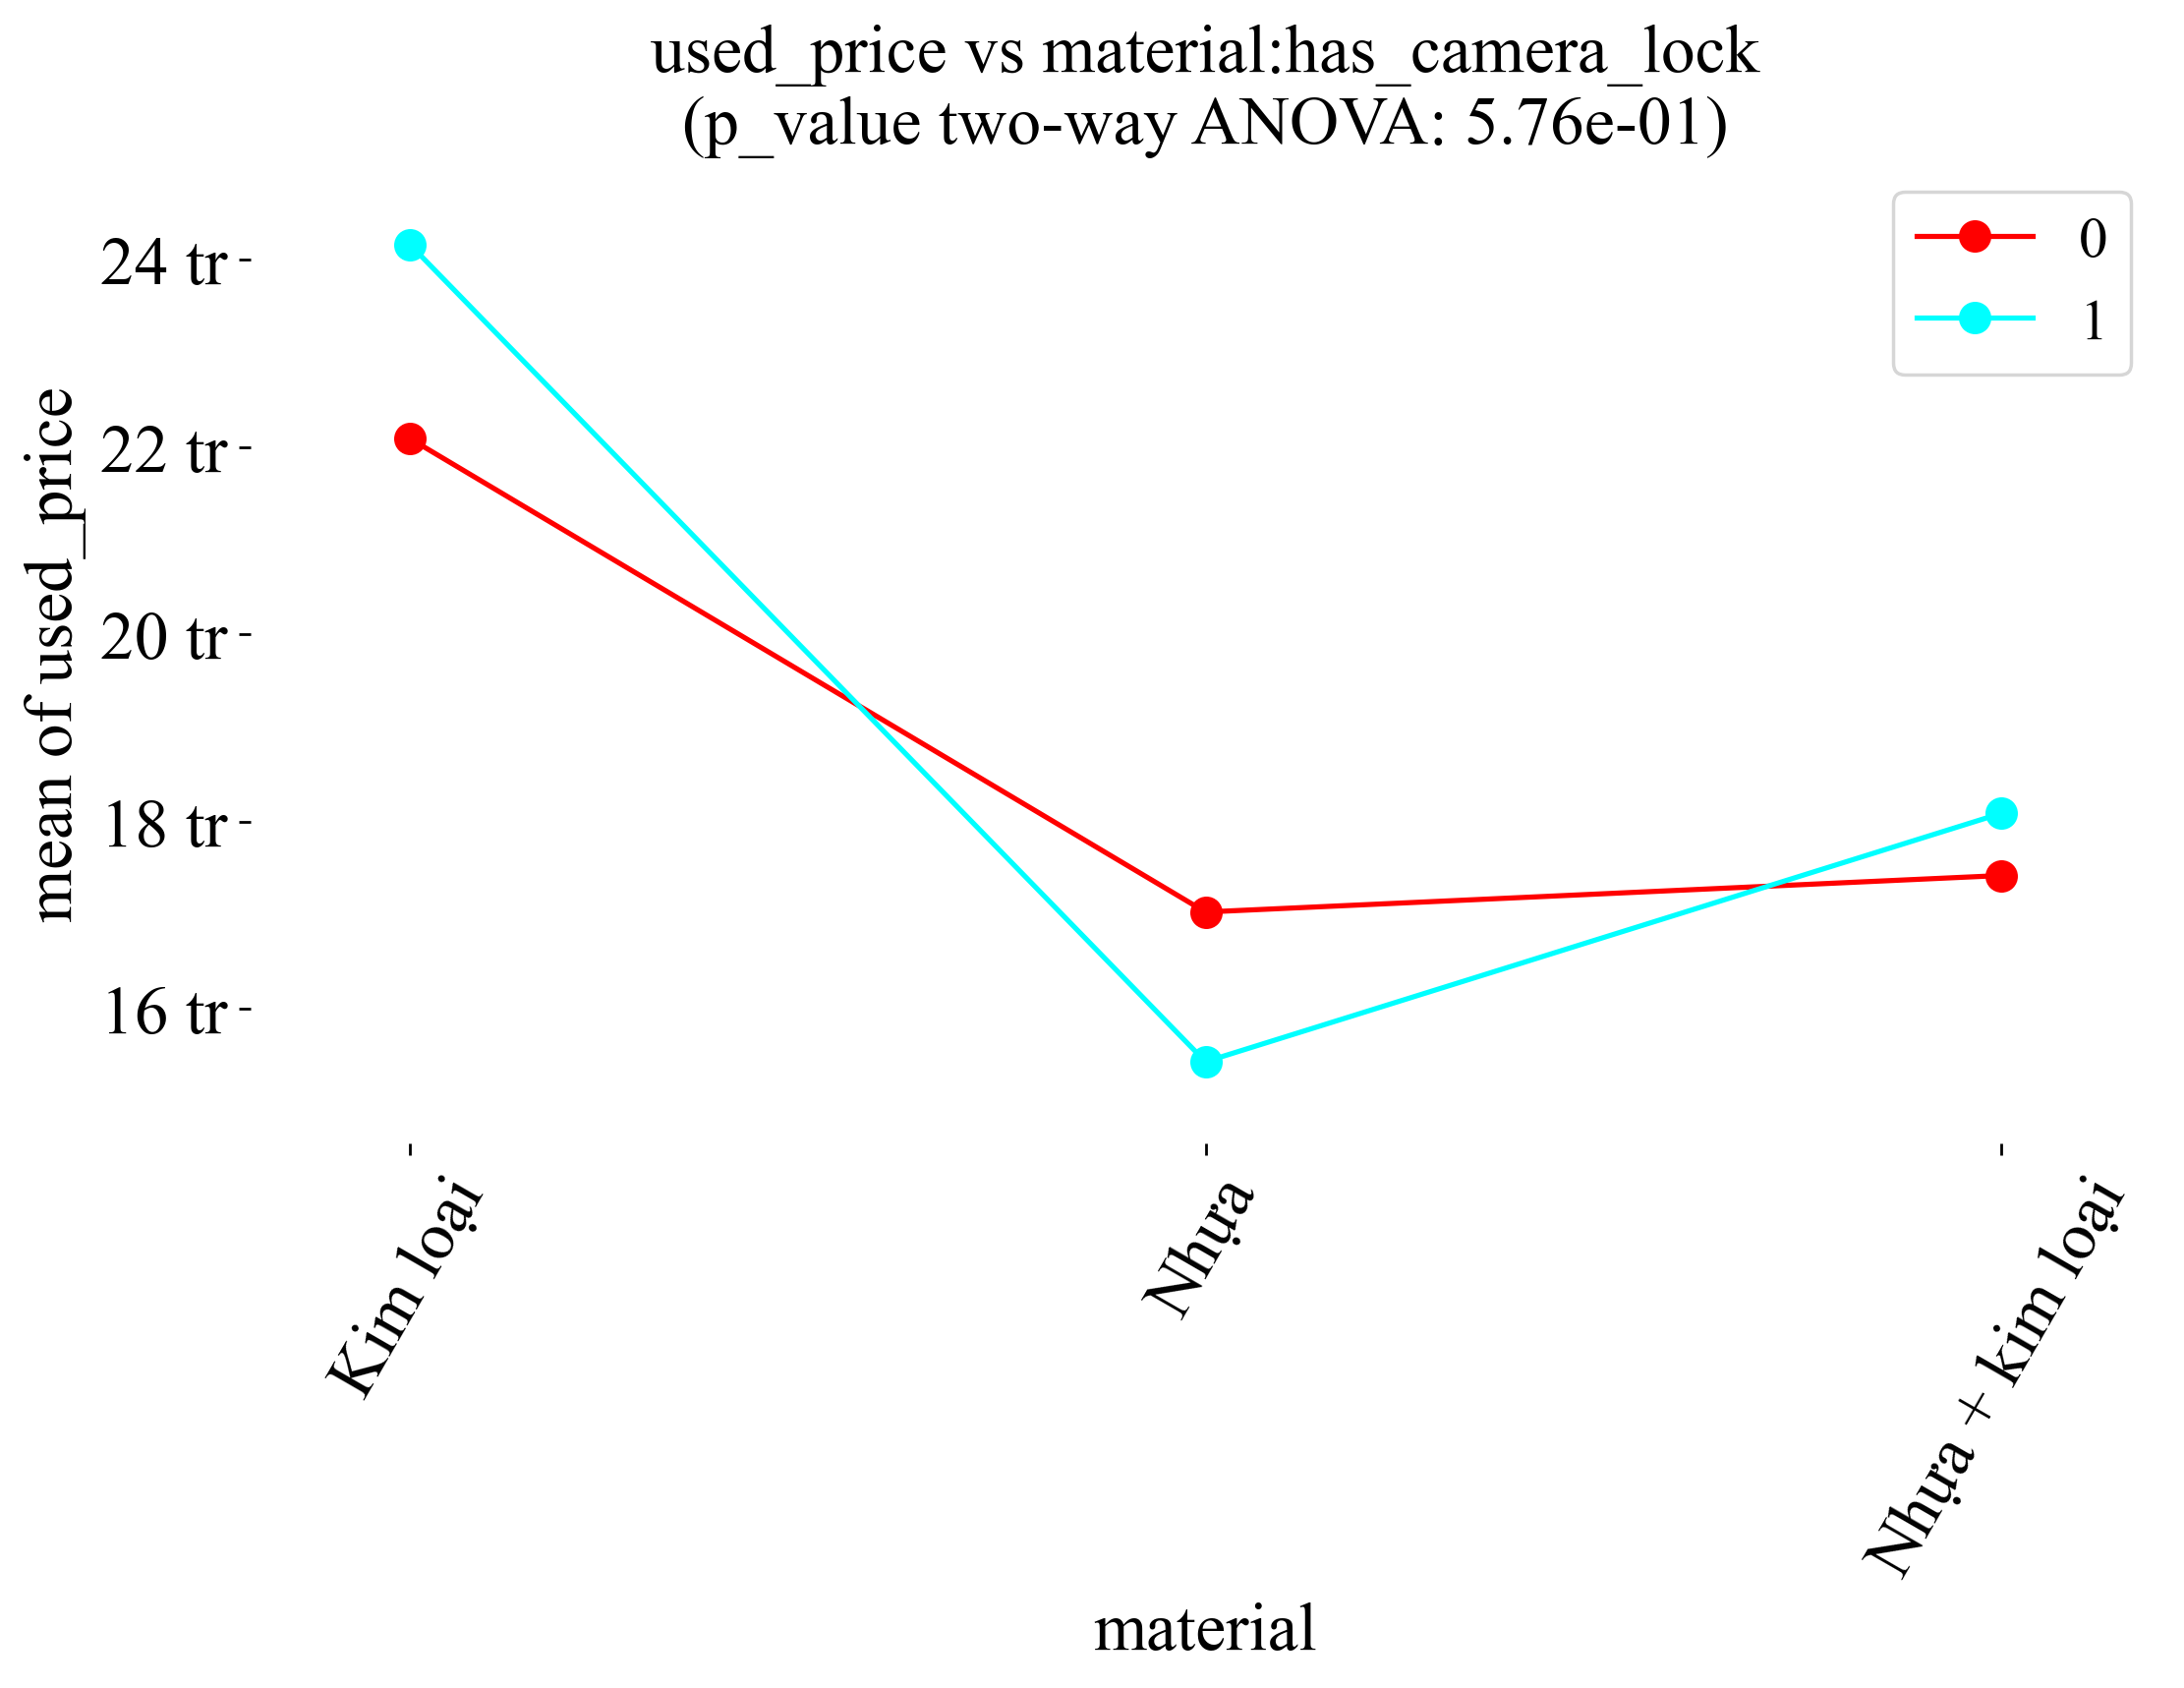 used_price vs material:has_camera_lock
(p_value two-way ANOVA: 5.76e-01)
0
1
mean of used_price
24 tr
22 tr
20 tr
18 tr
16 tr
Kim loại
Nhựa
Nhựa + kim loại
material